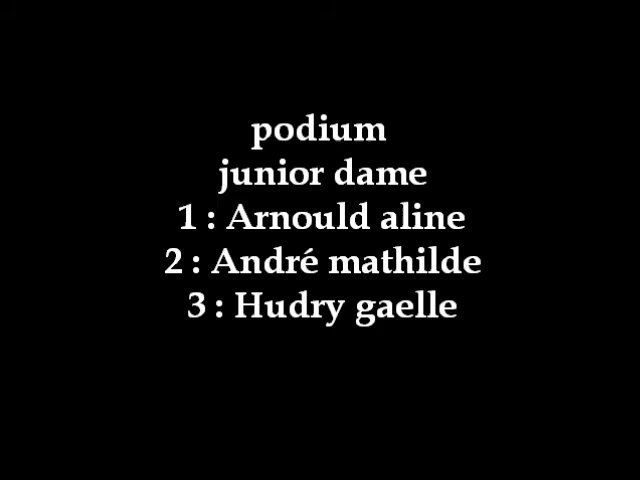 podium
junior dame
1 : Arnould aline
2 : André mathilde
3 : Hudry gaelle